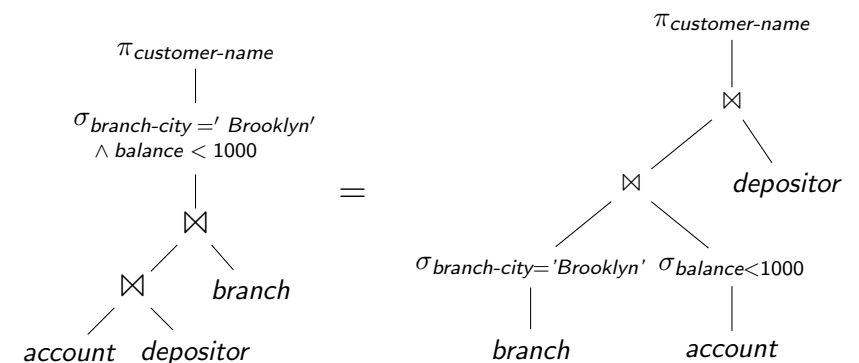 π customer-name
σ branch-city =' Brooklyn'
∧ balance < 1000
⋈
⋈
branch
account depositor
=
π customer-name
⋈
⋈
depositor
σ branch-city='Brooklyn' σ balance<1000
branch account